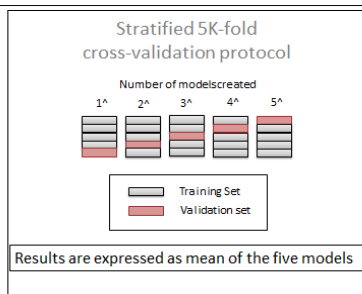 Stratified 5K-fold
cross-validation protocol
Number of modelscreated
1^ 2^ 3^ 4^ 5^
Training Set
Validation set
Results are expressed as mean of the five models